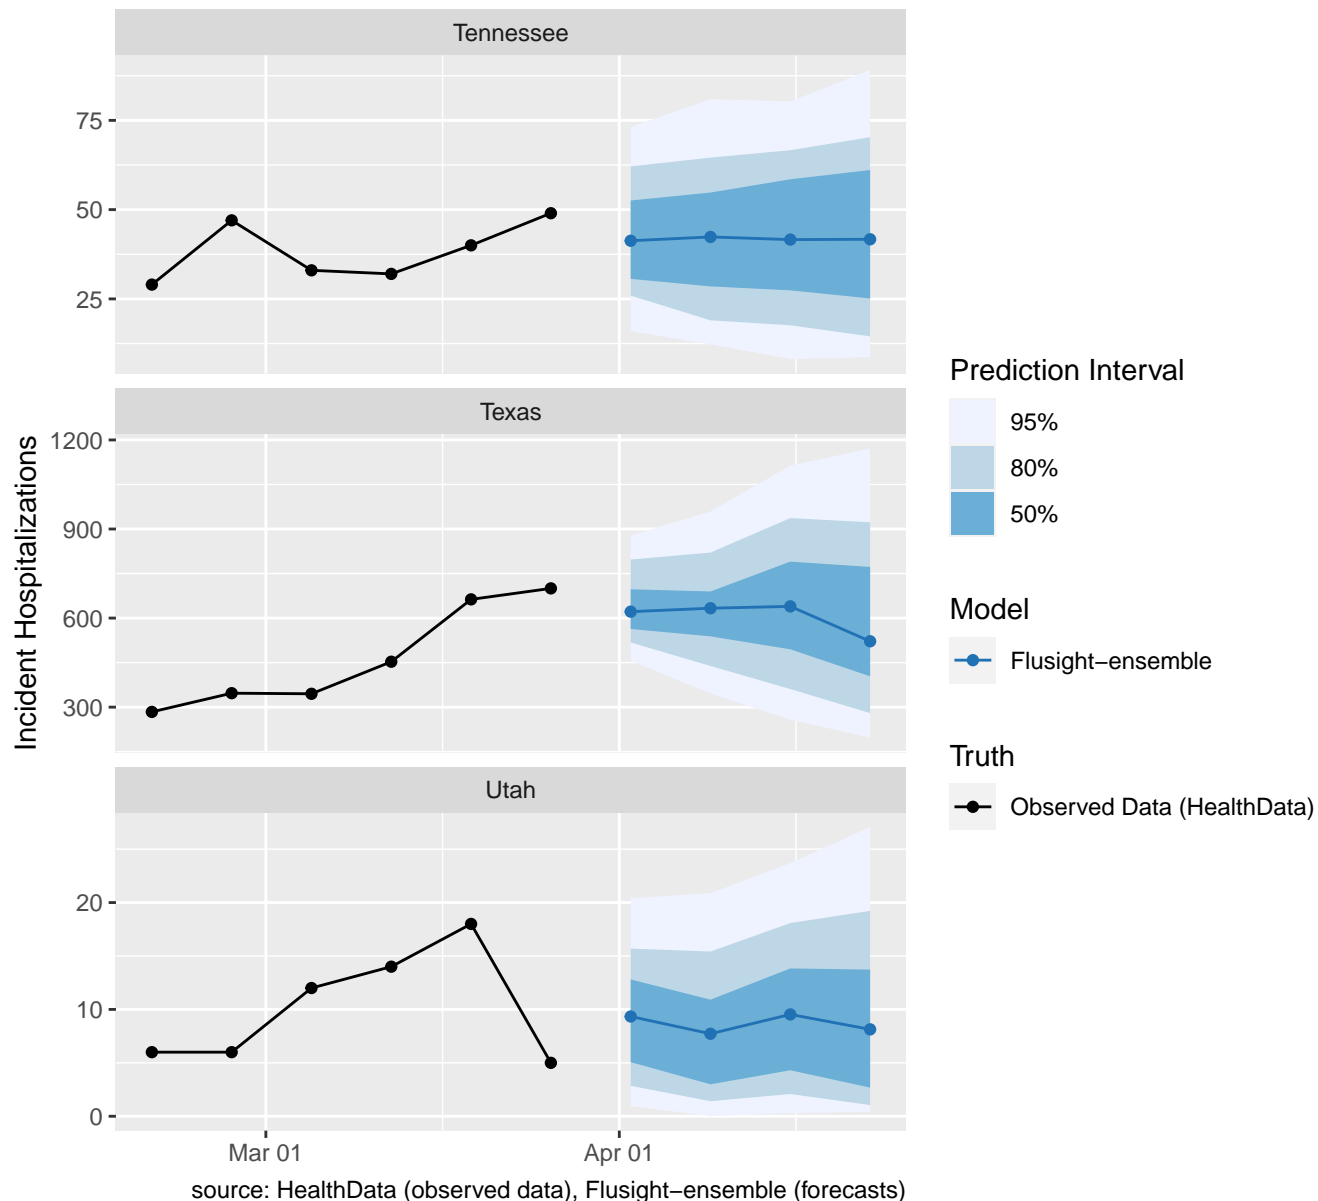 Tennessee
75
50
25
Texas
1200
900
600
300
Utah
20
10
0
Mar 01
Apr 01
Incident Hospitalizations
source: HealthData (observed data), Flusight−ensemble (forecasts)
Prediction Interval
95%
80%
50%
Model
Flusight−ensemble
Truth
Observed Data (HealthData)